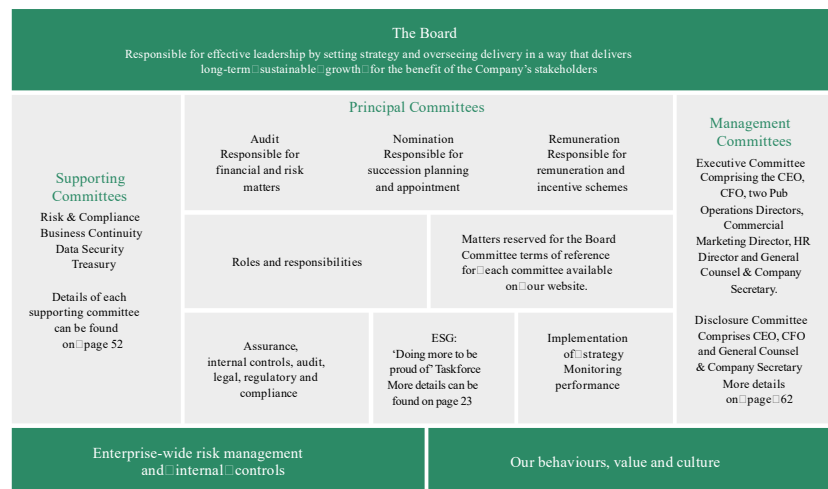 The Board
Responsible for effective leadership by setting strategy and overseeing delivery in a way that delivers
long-term□sustainable□growth□for the benefit of the Company’s stakeholders
Supporting
Committees
Risk & Compliance
Business Continuity
Data Security
Treasury
Details of each
supporting committee
can be found
on□page 52
Principal Committees
Audit
Responsible for
financial and risk
matters
Nomination
Responsible for
succession planning
and appointment
Remuneration
Responsible for
remuneration and
incentive schemes
Roles and responsibilities
Matters reserved for the Board
Committee terms of reference
for□each committee available
on□our website.
Assurance,
internal controls, audit,
legal, regulatory and
compliance
ESG:
‘Doing more to be
proud of’ Taskforce
More details can be
found on page 23
Implementation
of□strategy
Monitoring
performance
Management
Committees
Executive Committee
Comprising the CEO,
CFO, two Pub
Operations Directors,
Commercial
Marketing Director, HR
Director and General
Counsel & Company
Secretary.
Disclosure Committee
Comprises CEO, CFO
and General Counsel
& Company Secretary
More details
on□page□62
Enterprise-wide risk management
and□internal□controls
Our behaviours, value and culture